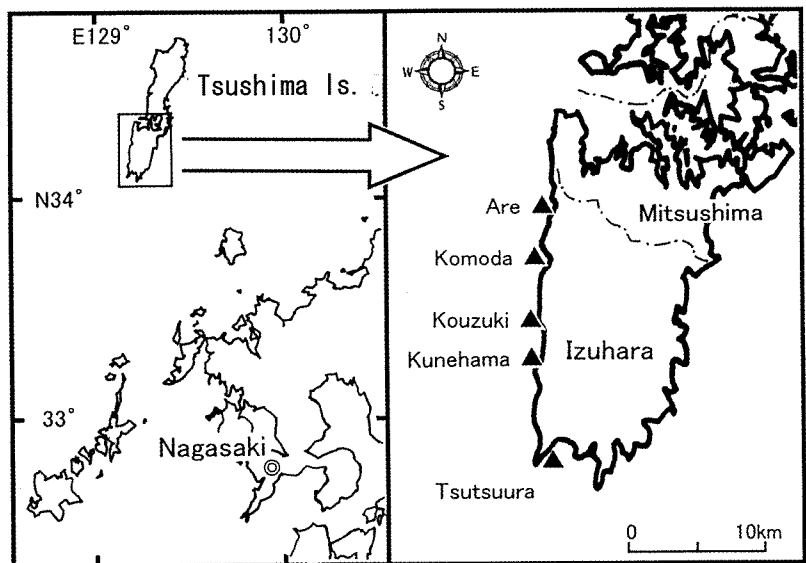 E129°
130°
Tsushima Is.
N34°
33°
Nagasaki
N
W
E
S
Are
Mitsushima
Komoda
Kouzuki
Izuhara
Kunehama
Tsutsuura
0
10km